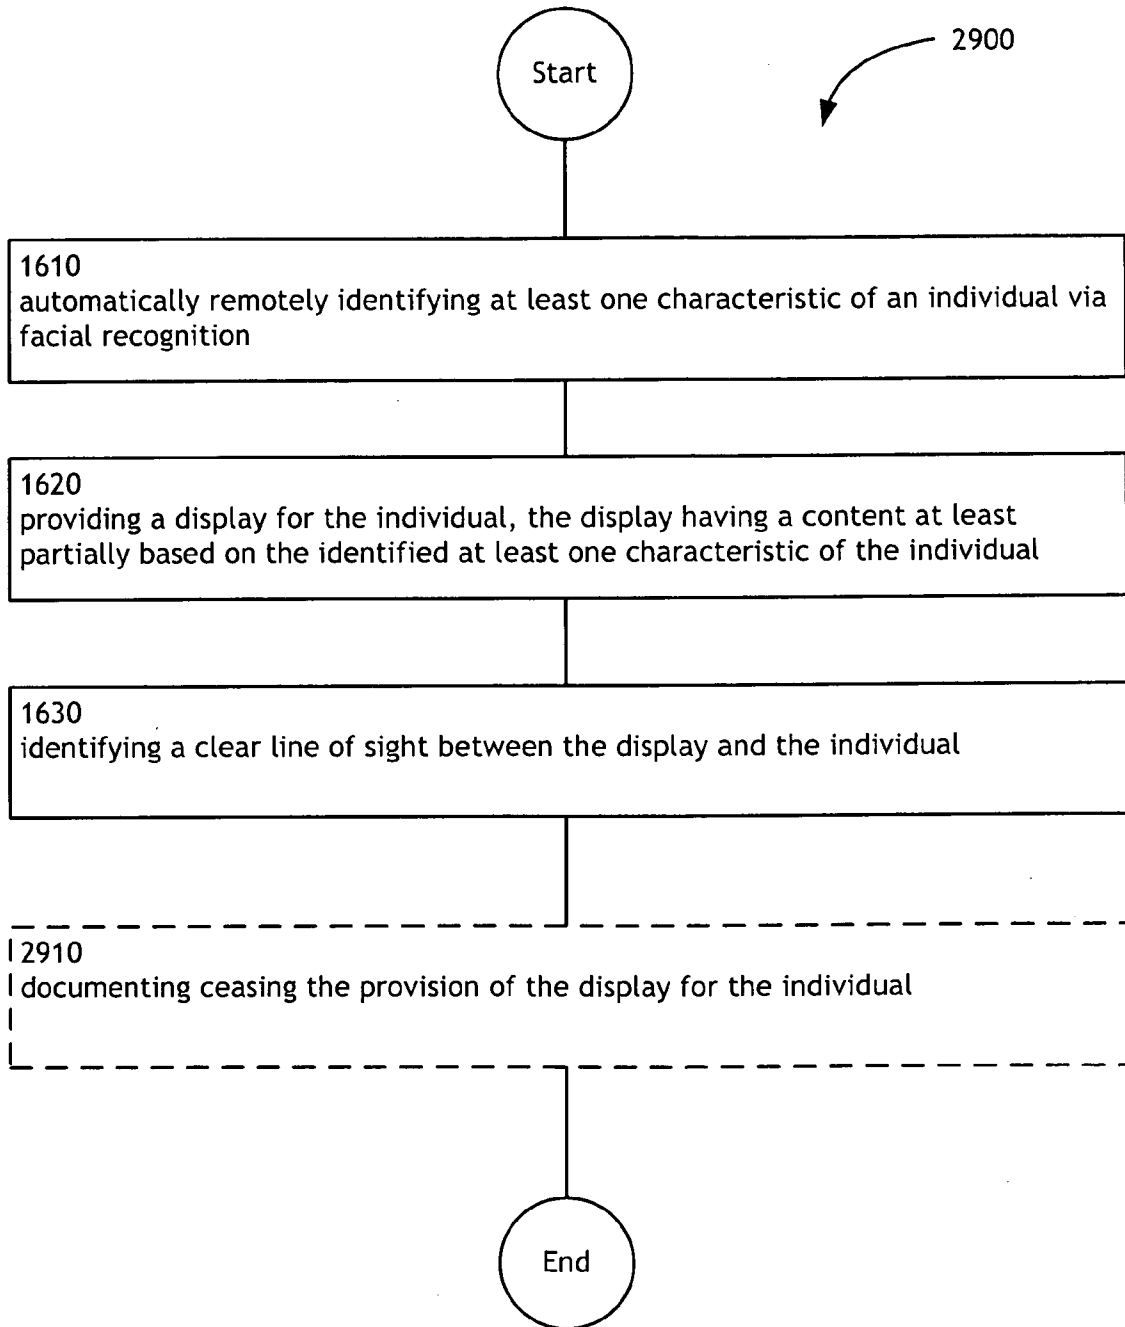 Start
2900
1610
automatically remotely identifying at least one characteristic of an individual via
facial recognition
1620
providing a display for the individual, the display having a content at least
partially based on the identified at least one characteristic of the individual
1630
identifying a clear line of sight between the display and the individual
2910
documenting ceasing the provision of the display for the individual
End